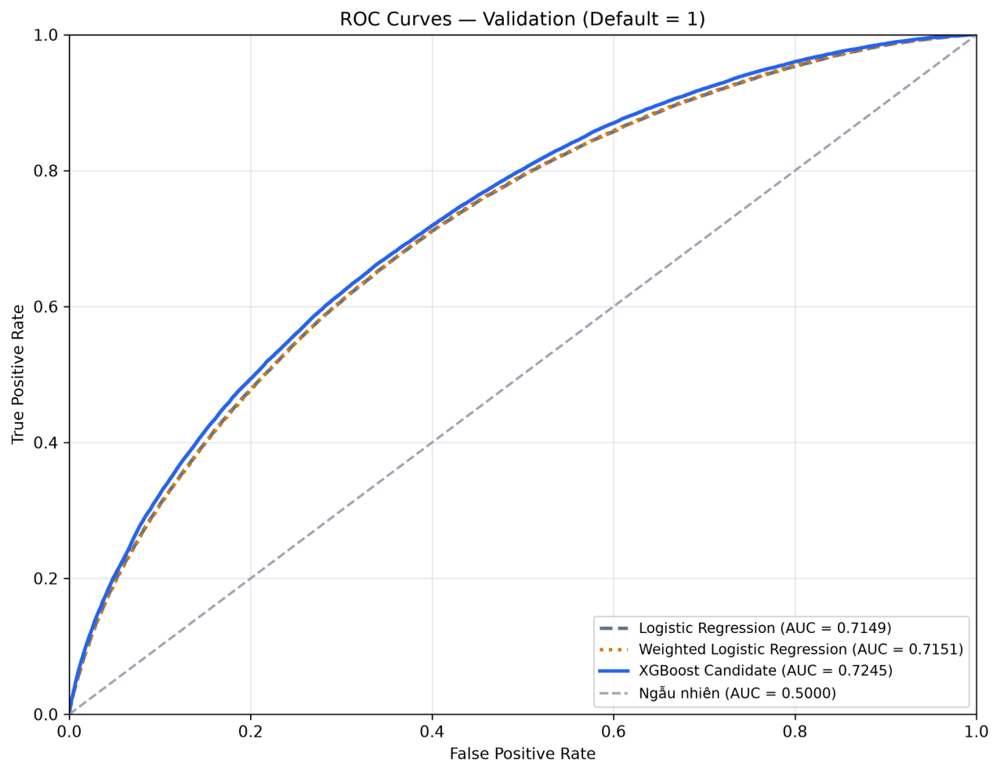 ROC Curves — Validation (Default = 1)
1.0
0.8
0.6
0.4
0.2
0.0
True Positive Rate
0.0 0.2 0.4 0.6 0.8 1.0
False Positive Rate
Logistic Regression (AUC = 0.7149)
Weighted Logistic Regression (AUC = 0.7151)
XGBoost Candidate (AUC = 0.7245)
Ngẫu nhiên (AUC = 0.5000)